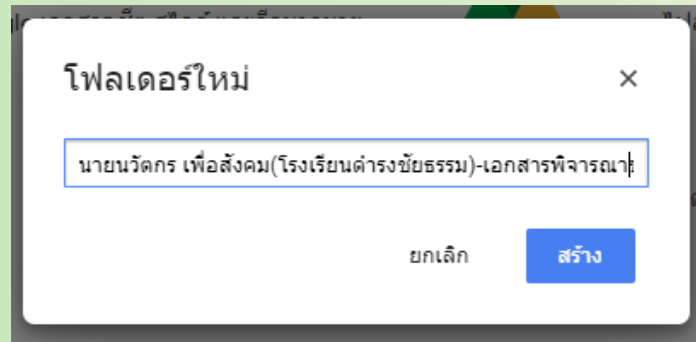 โฟลเดอร์ใหม่
นายนวัตกร เพื่อสังคม(โรงเรียนดำรงชัยธรรม)-เอกสารพิจารณา
ยกเลิก
สร้าง